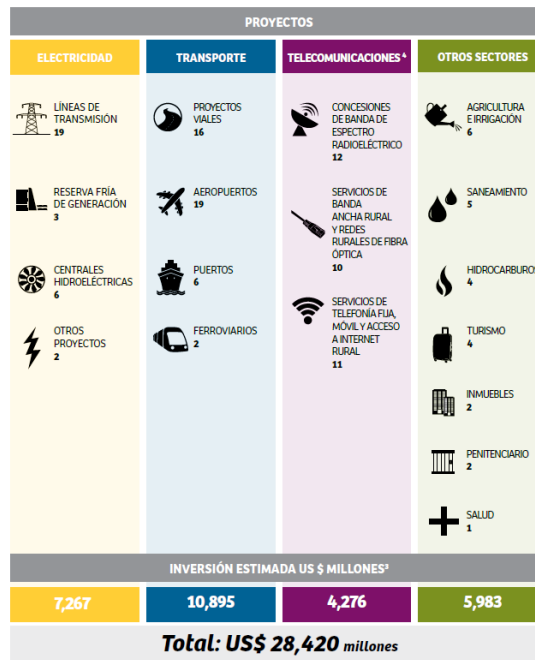 PROYECTOS
ELECTRICIDAD
LÍNEAS DE
TRANSMISIÓN
19
RESERVA FRÍA
DE GENERACIÓN
3
CENTRALES
HIDROELÉCTRICAS
6
OTROS
PROYECTOS
2
TRANSPORTE
PROYECTOS
VIALES
16
AEROPUERTOS
19
PUERTOS
6
FERROVIARIOS
2
TELECOMUNICACIONES⁴
CONCESIONES
DE BANDA DE
ESPECTRO
RADIOELÉCTRICO
12
SERVICIOS DE
BANDA
ANCHA RURAL
Y REDES
RURALES DE FIBRA
ÓPTICA
10
SERVICIOS DE
TELEFONÍA FIJA,
MÓVIL Y ACCESO
A INTERNET
RURAL
11
OTROS SECTORES
AGRICULTURA
E IRRIGACIÓN
6
SANEAMIENTO
5
HIDROCARBUROS
4
TURISMO
4
INMUEBLES
2
PENITENCIARIO
2
SALUD
1
INVERSIÓN ESTIMADA US $ MILLONES³
7,267
10,895
4,276
5,983
Total: US$ 28,420 millones